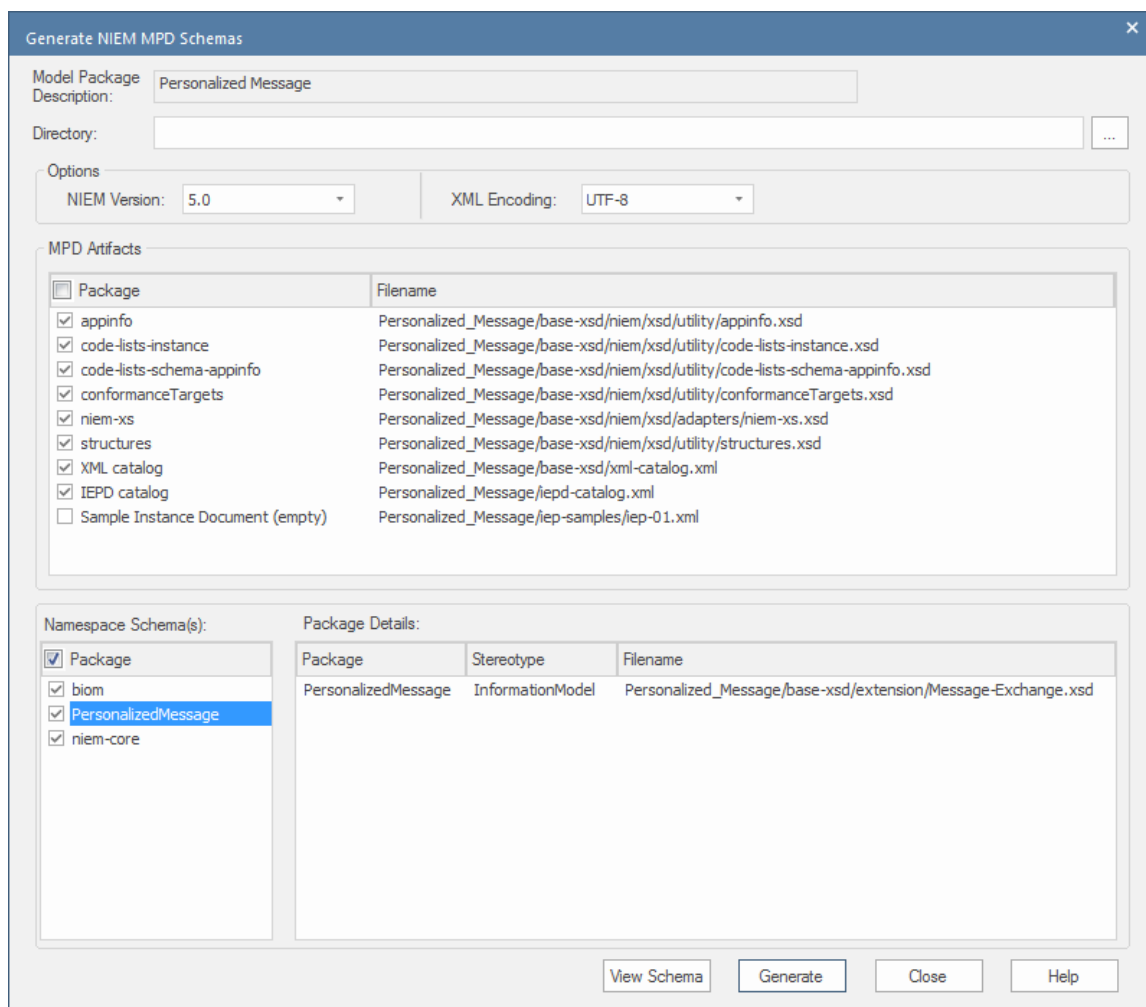 Generate NIEM MPD Schemas
Model Package
Description:
Personalized Message
Directory:
...
Options
NIEM Version: 5.0 XML Encoding: UTF-8
MPD Artifacts
Package Filename
appinfo Personalized_Message/base-xsd/niem/xsd/utility/appinfo.xsd
code-lists-instance Personalized_Message/base-xsd/niem/xsd/utility/code-lists-instance.xsd
code-lists-schema-appinfo Personalized_Message/base-xsd/niem/xsd/utility/code-lists-schema-appinfo.xsd
conformanceTargets Personalized_Message/base-xsd/niem/xsd/utility/conformanceTargets.xsd
niem-xs Personalized_Message/base-xsd/niem/xsd/adapters/niem-xs.xsd
structures Personalized_Message/base-xsd/niem/xsd/utility/structures.xsd
XML catalog Personalized_Message/base-xsd/xml-catalog.xml
IEPD catalog Personalized_Message/iepd-catalog.xml
Sample Instance Document (empty) Personalized_Message/iep-samples/iep-01.xml
Namespace Schema(s):
Package
biom
PersonalizedMessage
niem-core
Package Details:
Package Stereotype Filename
PersonalizedMessage InformationModel Personalized_Message/base-xsd/extension/Message-Exchange.xsd
View Schema Generate Close Help